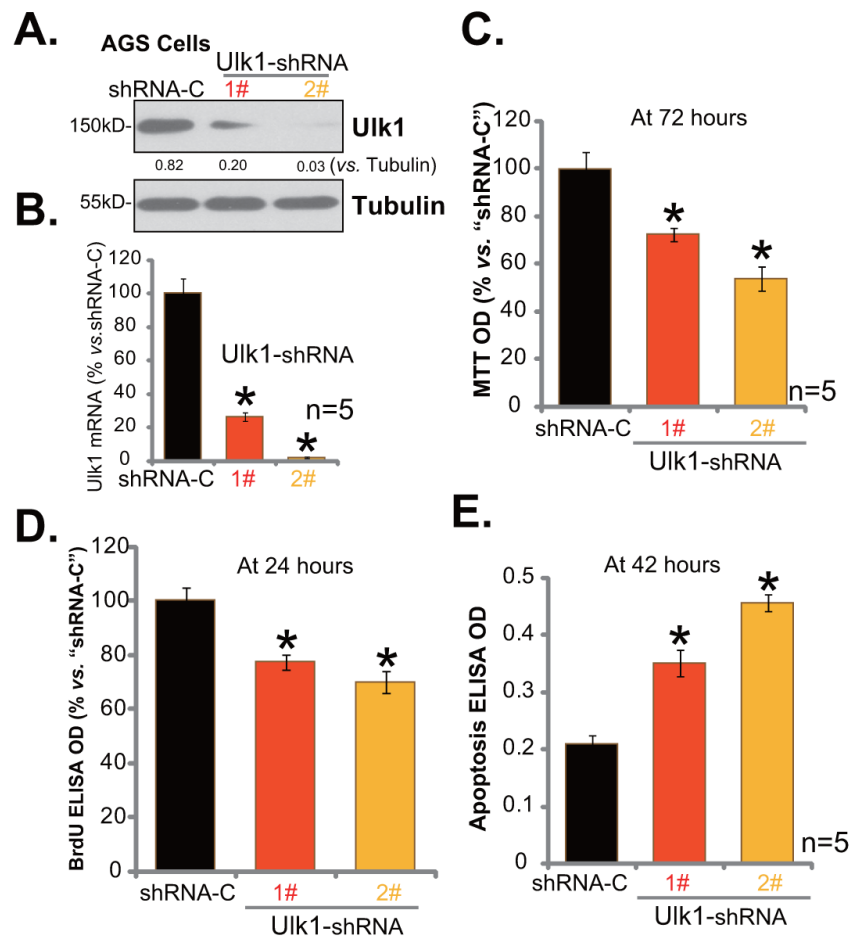 A.
AGS Cells
Ulk1-shRNA
shRNA-C 1# 2#
150kD- Ulk1
0.82 0.20 0.03 (vs. Tubulin)
55kD- Tubulin
B.
Ulk1 mRNA (% vs.shRNA-C)
120
100
80
60
40
20
0
Ulk1-shRNA
* *
n=5
shRNA-C 1# 2#
C.
MTT OD (% vs. “shRNA-C”)
At 72 hours
120
100
80
60
40
20
0
* *
n=5
shRNA-C 1# 2#
Ulk1-shRNA
D.
BrdU ELISA OD (% vs. “shRNA-C”)
At 24 hours
120
100
80
60
40
20
0
* *
shRNA-C 1# 2#
Ulk1-shRNA
E.
Apoptosis ELISA OD
At 42 hours
0.5
0.4
0.3
0.2
0.1
0
* *
n=5
shRNA-C 1# 2#
Ulk1-shRNA